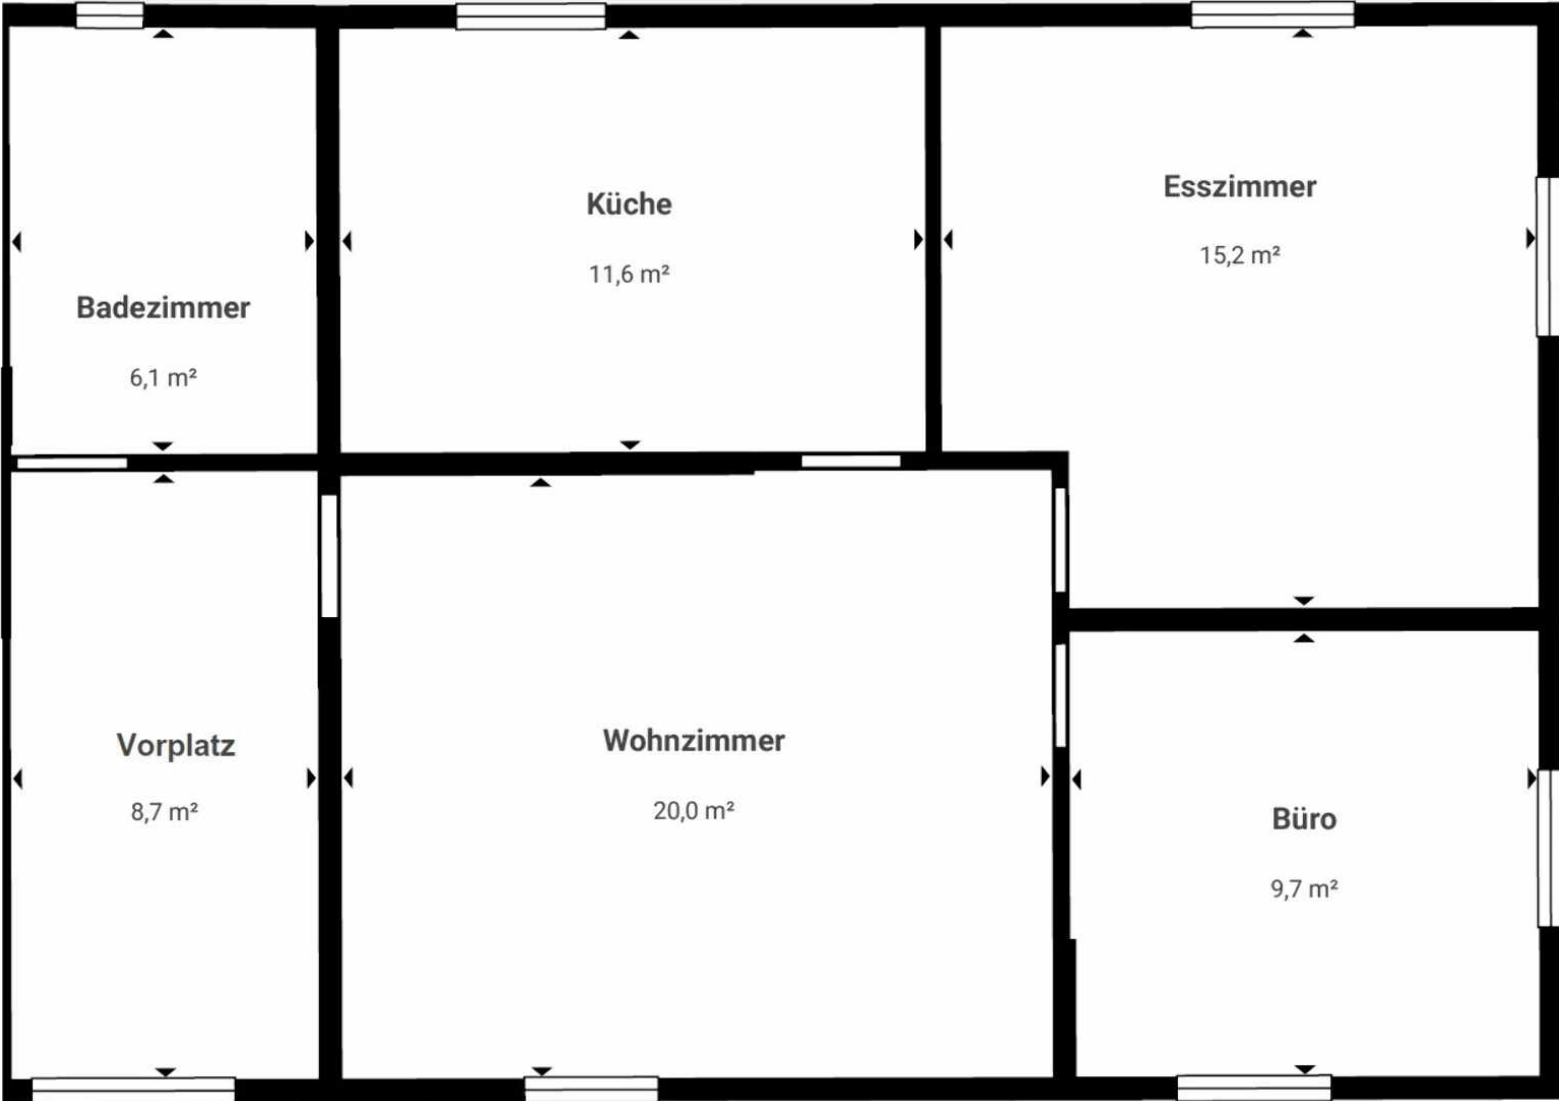 Badezimmer
6,1 m²
Küche
11,6 m²
Esszimmer
15,2 m²
Vorplatz
8,7 m²
Wohnzimmer
20,0 m²
Büro
9,7 m²